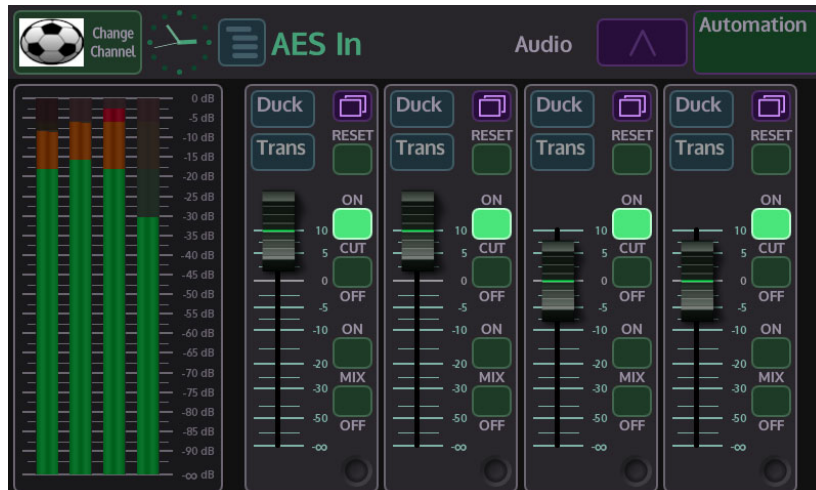 Change
Channel
AES In
Audio
Automation
0 dB
-5 dB
-10 dB
-15 dB
-20 dB
-25 dB
-30 dB
-35 dB
-40 dB
-45 dB
-50 dB
-55 dB
-60 dB
-65 dB
-70 dB
-75 dB
-80 dB
-85 dB
-90 dB
-∞ dB
Duck
RESET
Trans
ON
10
CUT
5
0
OFF
-5
-10
ON
-20
MIX
-30
-50
OFF
-∞
Duck
RESET
Trans
ON
10
CUT
5
0
OFF
-5
-10
ON
-20
MIX
-30
-50
OFF
-∞
Duck
RESET
Trans
ON
10
CUT
5
0
OFF
-5
-10
ON
-20
MIX
-30
-50
OFF
-∞
Duck
RESET
Trans
ON
10
CUT
5
0
OFF
-5
-10
ON
-20
MIX
-30
-50
OFF
-∞